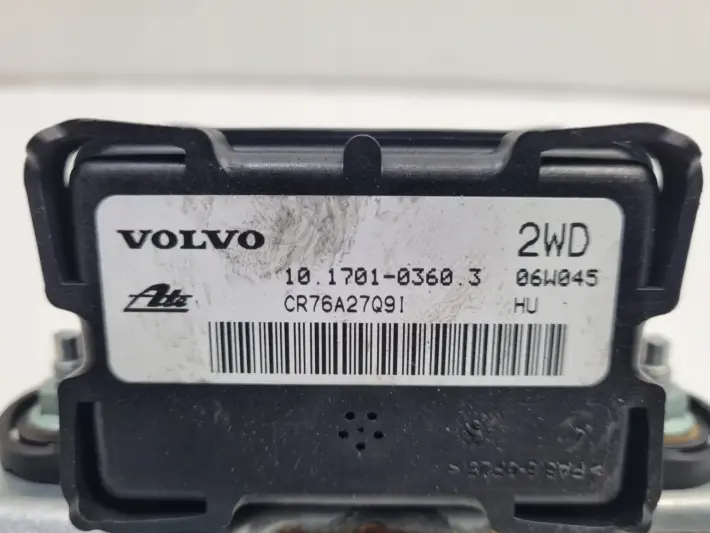 VOLVO 2WD
10.1701-0360.3 06W045
Ate CR76A27Q9I HU